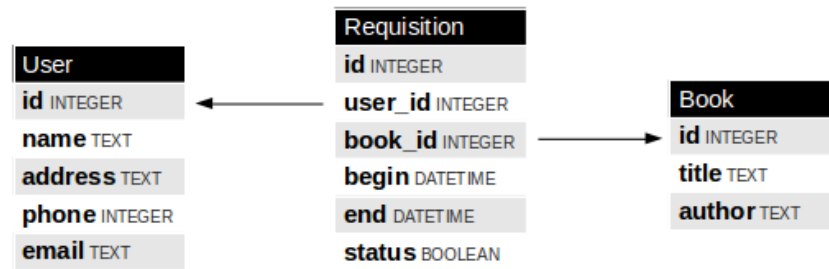 User
id INTEGER
name TEXT
address TEXT
phone INTEGER
email TEXT
Requisition
id INTEGER
user_id INTEGER
book_id INTEGER
begin DATETIME
end DATETIME
status BOOLEAN
Book
id INTEGER
title TEXT
author TEXT